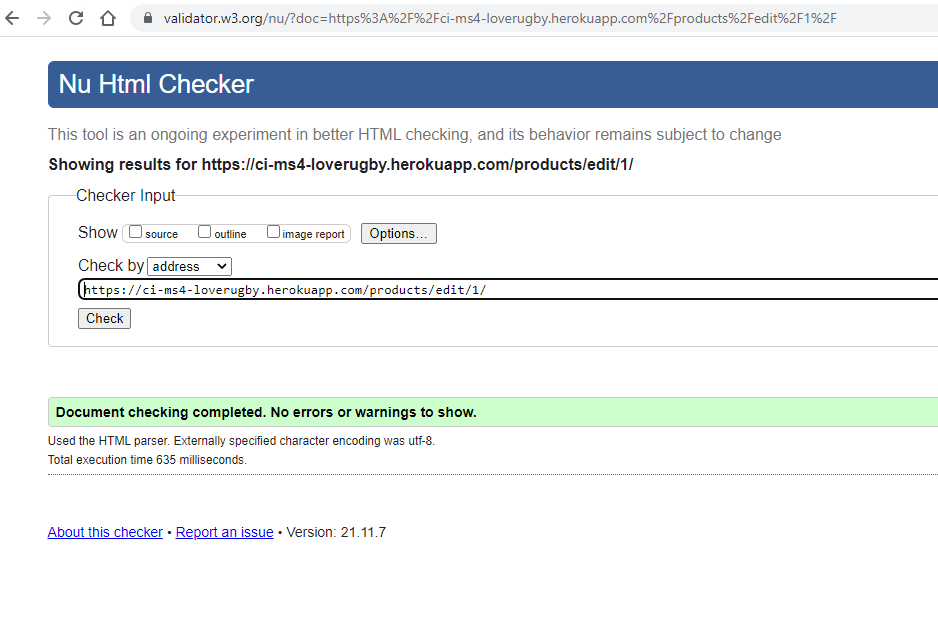 validator.w3.org/nu/?doc=https%3A%2F%2Fci-ms4-loverugby.herokuapp.com%2Fproducts%2Fedit%2F1%2F
Nu Html Checker
This tool is an ongoing experiment in better HTML checking, and its behavior remains subject to change
Showing results for https://ci-ms4-loverugby.herokuapp.com/products/edit/1/
Checker Input
Show source outline image report Options...
Check by address
https://ci-ms4-loverugby.herokuapp.com/products/edit/1/
Check
Document checking completed. No errors or warnings to show.
Used the HTML parser. Externally specified character encoding was utf-8.
Total execution time 635 milliseconds.
About this checker • Report an issue • Version: 21.11.7